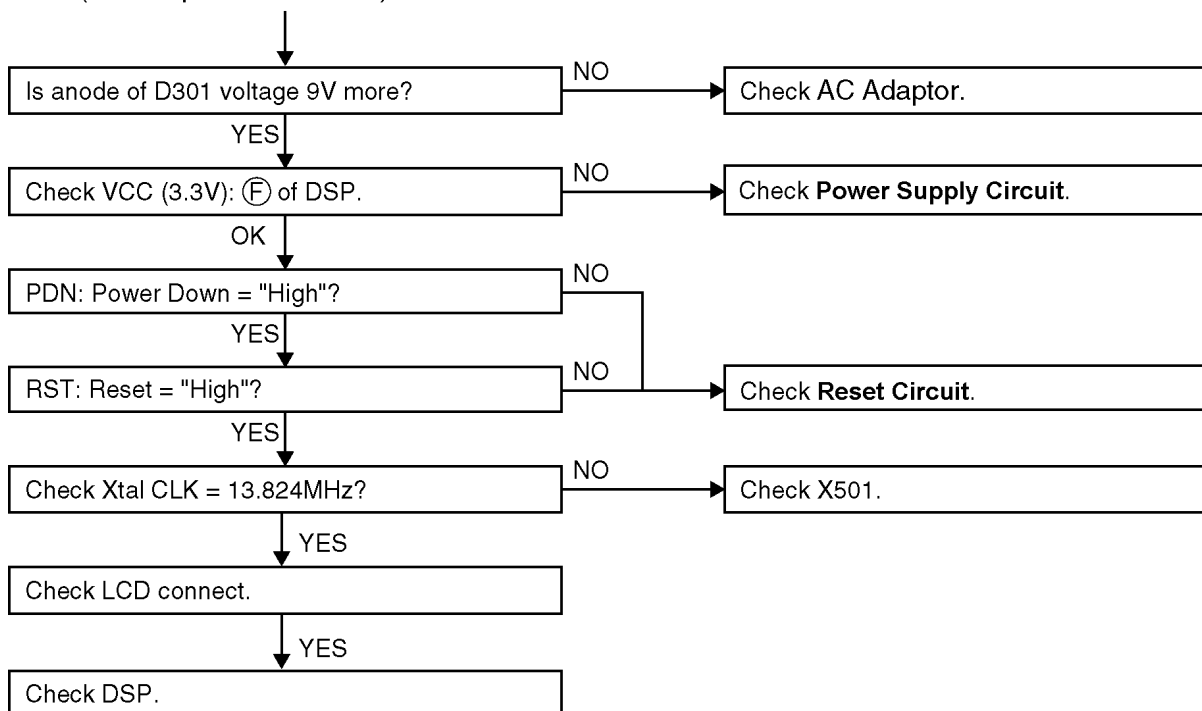 Is anode of D301 voltage 9V more?
NO
Check AC Adaptor.
YES
Check VCC (3.3V): Ⓕ of DSP.
NO
Check Power Supply Circuit.
OK
PDN: Power Down = "High"?
NO
YES
RST: Reset = "High"?
NO
Check Reset Circuit.
YES
Check Xtal CLK = 13.824MHz?
NO
Check X501.
YES
Check LCD connect.
YES
Check DSP.